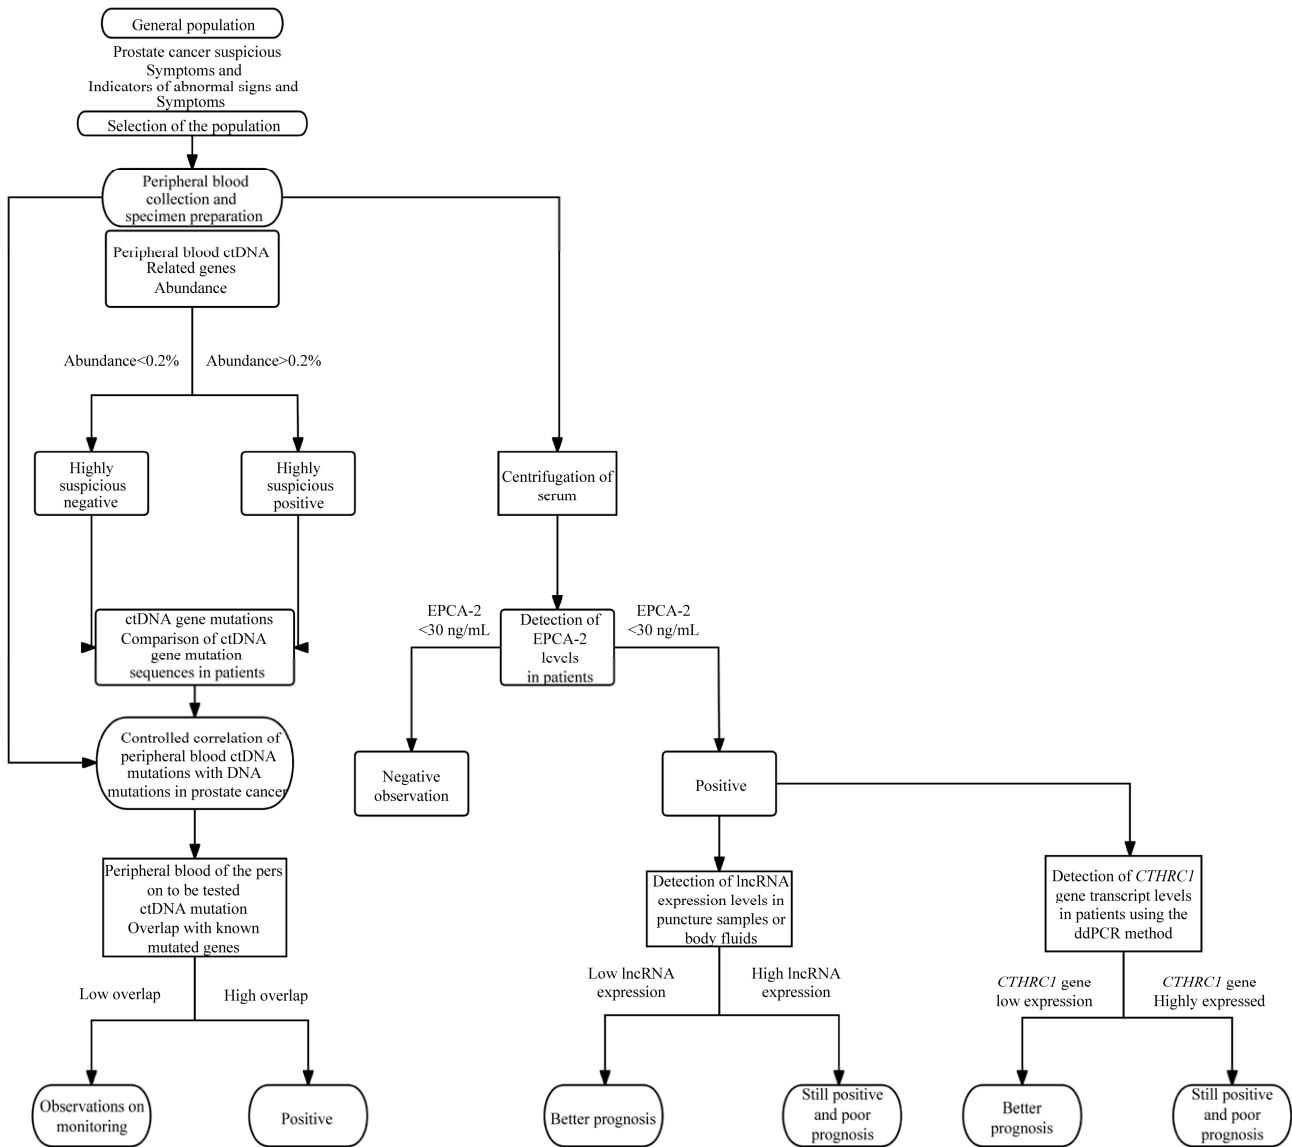 General population
Prostate cancer suspicious
Symptoms and
Indicators of abnormal signs and
Symptoms
Selection of the population
Peripheral blood
collection and
specimen preparation
Peripheral blood ctDNA
Related genes
Abundance
Abundance<0.2%
Abundance>0.2%
Highly
suspicious
negative
Highly
suspicious
positive
ctDNA gene mutations
Comparison of ctDNA
gene mutation
sequences in patients
Controlled correlation of
peripheral blood ctDNA
mutations with DNA
mutations in prostate cancer
Peripheral blood of the pers
on to be tested
ctDNA mutation
Overlap with known
mutated genes
Low overlap
High overlap
Observations on
monitoring
Positive
Centrifugation of
serum
EPCA-2
<30 ng/mL
Detection of
EPCA-2
levels
in patients
EPCA-2
<30 ng/mL
Negative
observation
Positive
Detection of lncRNA
expression levels in
puncture samples or
body fluids
Low lncRNA
expression
High lncRNA
expression
Better prognosis
Still positive
and poor
prognosis
Detection of CTHRC1
gene transcript levels
in patients using the
ddPCR method
CTHRC1 gene
low expression
CTHRC1 gene
Highly expressed
Better
prognosis
Still positive
and poor
prognosis